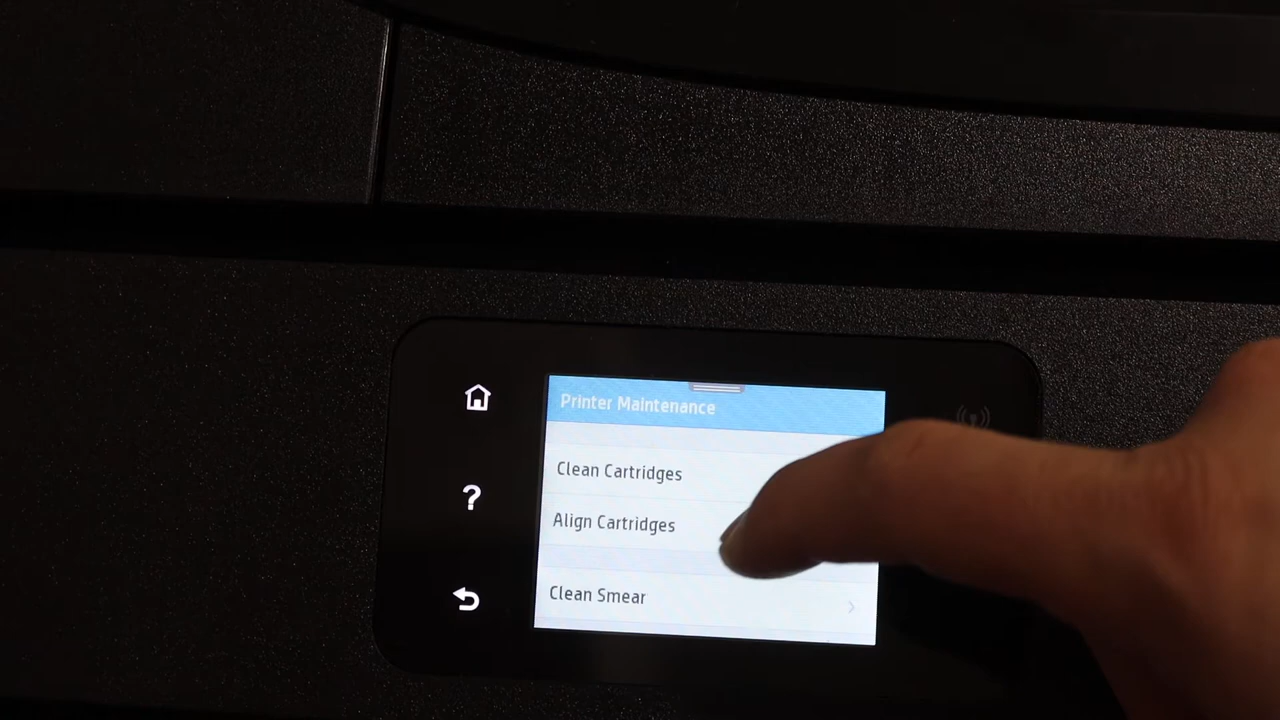 Printer Maintenance
Clean Cartridges
Align Cartridges
?
Clean Smear